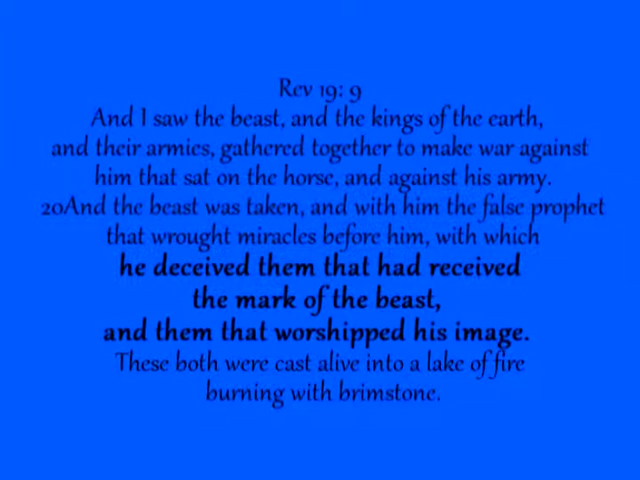 Rev 19: 9
And I saw the beast, and the kings of the earth,
and their armies, gathered together to make war against
him that sat on the horse, and against his army.
20And the beast was taken, and with him the false prophet
that wrought miracles before him, with which
he deceived them that had received
the mark of the beast,
and them that worshipped his image.
These both were cast alive into a lake of fire
burning with brimstone.